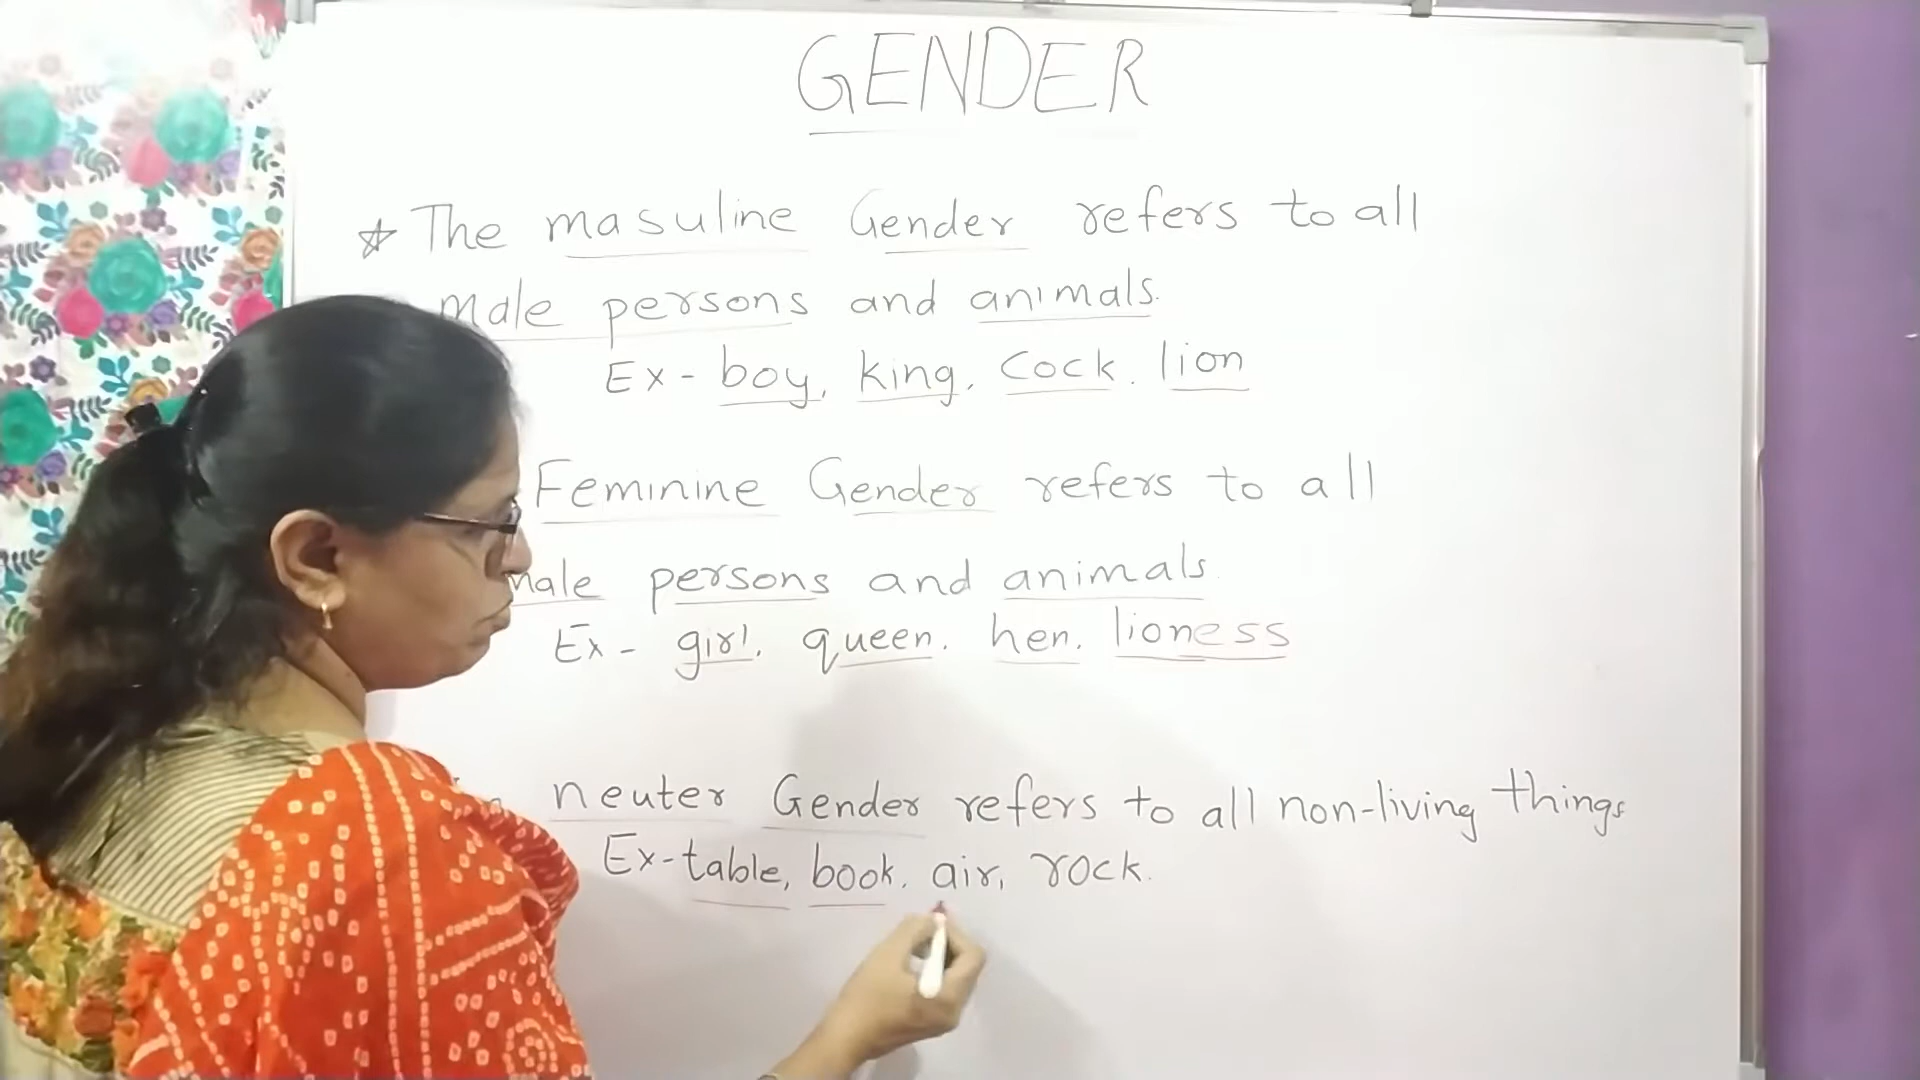 GENDER
The masuline Gender refers to all
male persons and animals.
Ex - boy, king, cock. lion
Feminine Gender refers to all
male persons and animals.
Ex - girl, queen, hen, lioness
neuter Gender refers to all non-living things
Ex-table, book, air, rock.